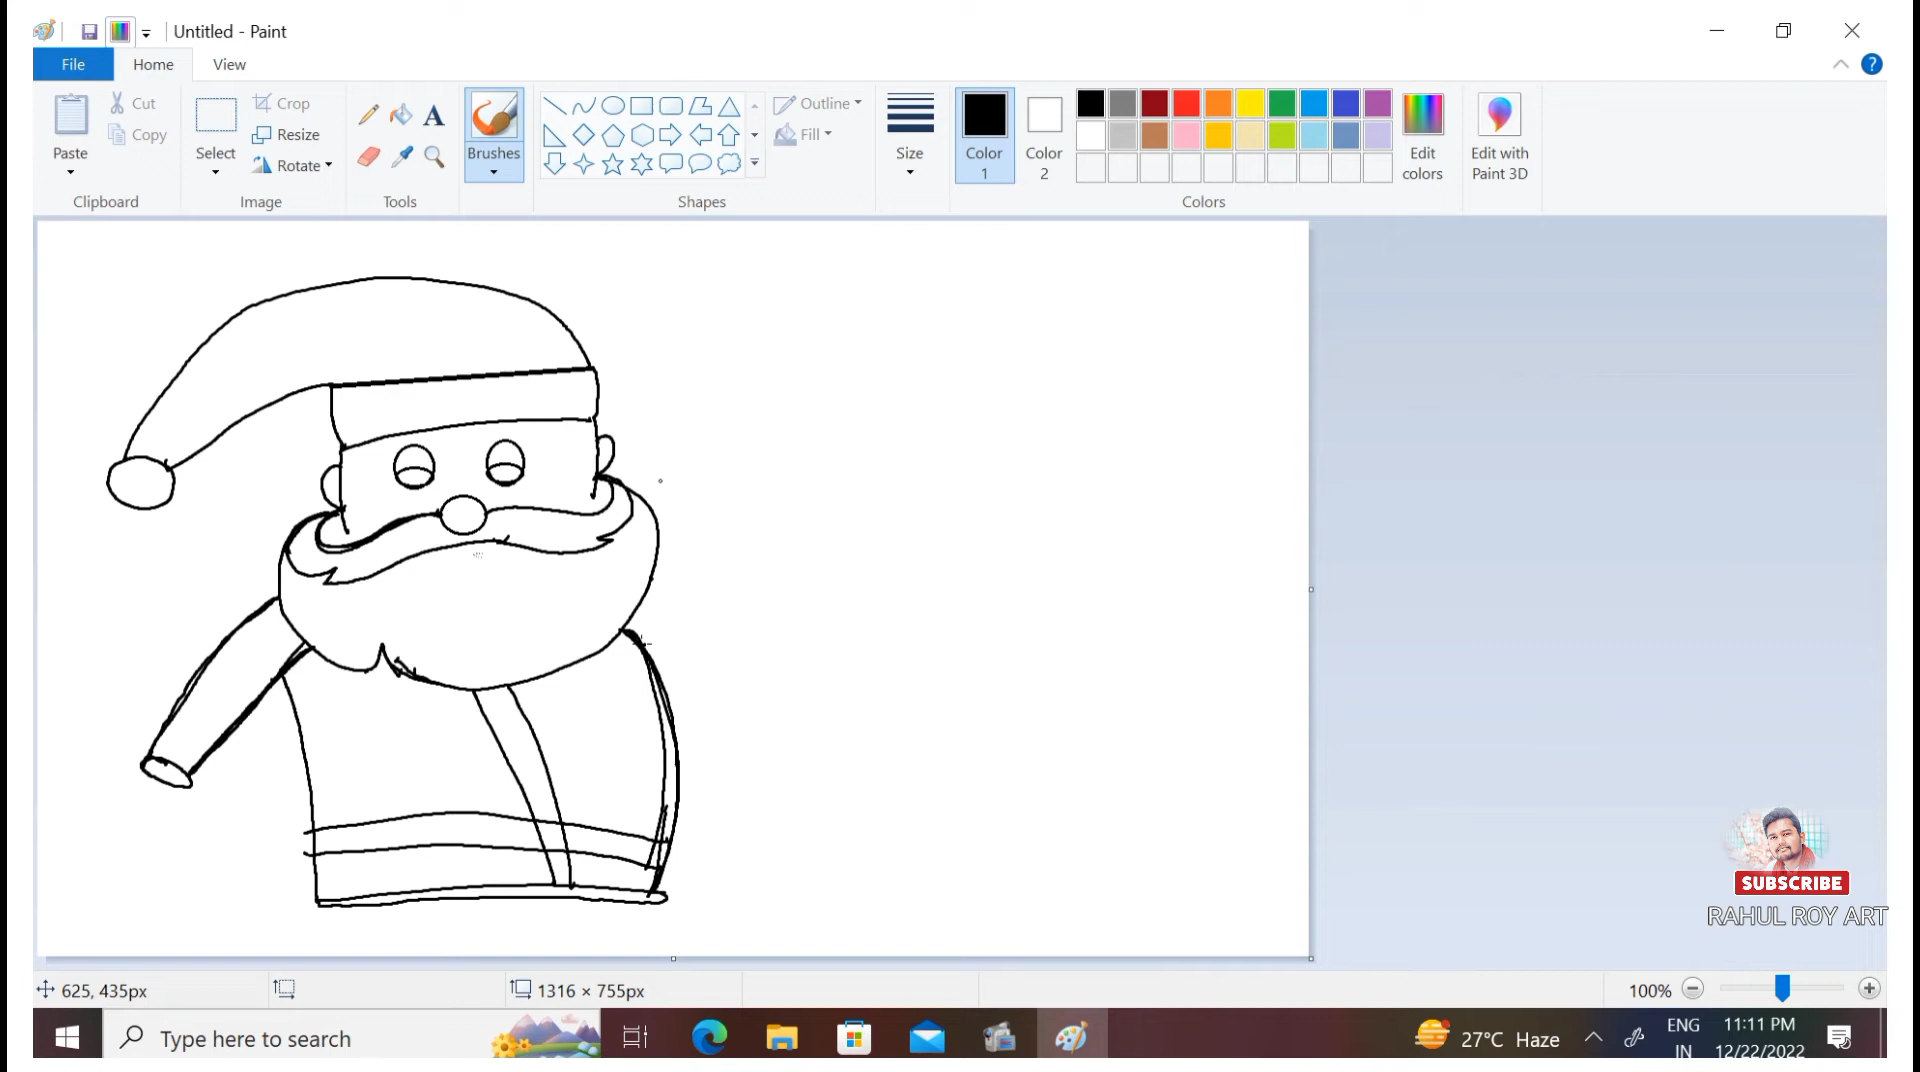 Untitled - Paint
File Home View
Paste Cut Copy Clipboard
Select Crop Resize Rotate Image
A Tools
Brushes
Outline Fill Shapes
Size
Color 1
Color 2
Edit colors Colors
Edit with Paint 3D
?
SUBSCRIBE
RAHUL ROY ART
625, 435px 1316 × 755px 100%
Type here to search 27°C Haze ENG IN 11:11 PM 12/22/2022